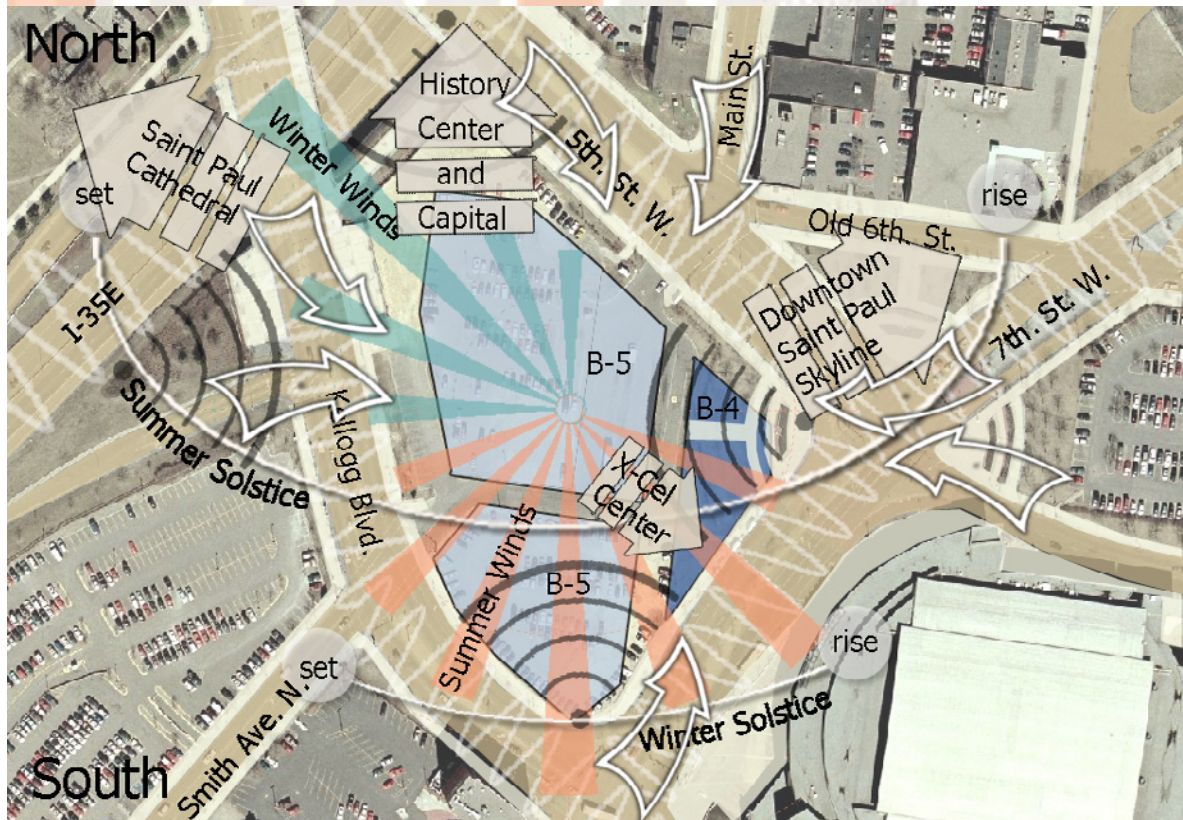 North
History
Center
and
Capital
Saint Paul
Cathedral
Winter Winds
5th. St. W.
Main St.
set
rise
Old 6th. St.
Downtown
Saint Paul
Skyline
7th. St. W.
I-35E
B-5
B-4
Kyllogg Blvd.
Summer Solstice
X-Cel
Center
Summer Winds
B-5
set
rise
Winter Solstice
Smith Ave. N.
South